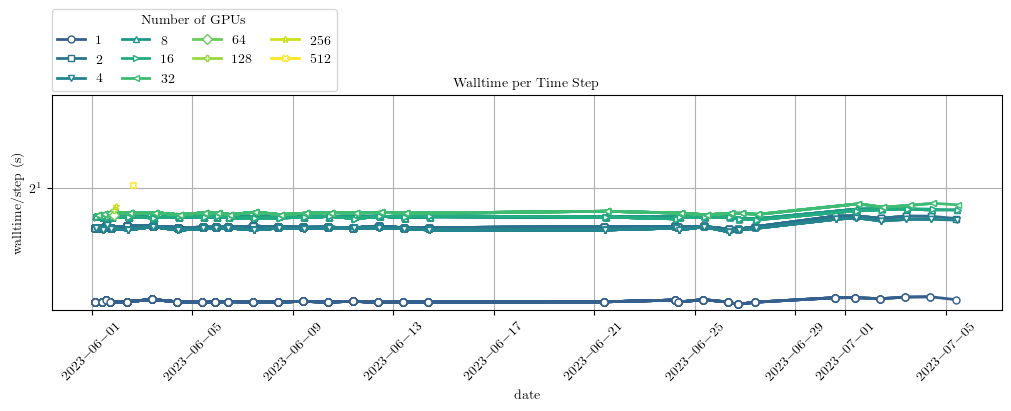 Number of GPUs
1 8 64 256
2 16 128 512
4 32
Walltime per Time Step
walltime/step (s)
2^1
2023−06−01 2023−06−05 2023−06−09 2023−06−13 2023−06−17 2023−06−21 2023−06−25 2023−06−29 2023−07−01 2023−07−05
date